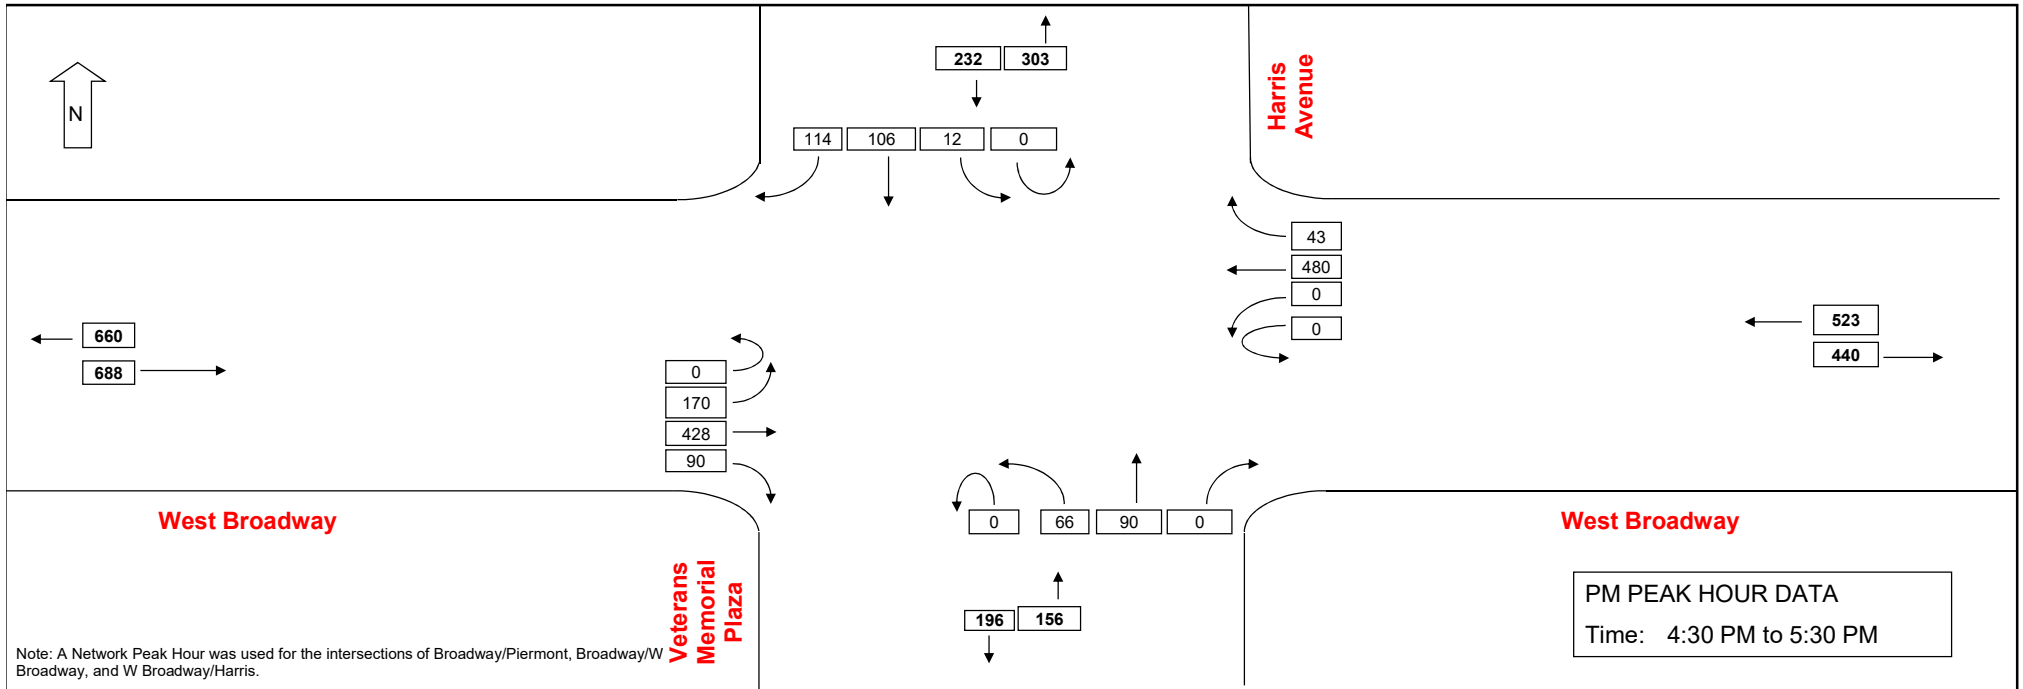 232 303
N
Harris
Avenue
114 106 12 0
43
480
0
0
660
688
523
440
0
170
428
90
0 66 90 0
West Broadway
West Broadway
Veterans
Memorial
Plaza
196 156
PM PEAK HOUR DATA
Time: 4:30 PM to 5:30 PM
Note: A Network Peak Hour was used for the intersections of Broadway/Piermont, Broadway/W
Broadway, and W Broadway/Harris.